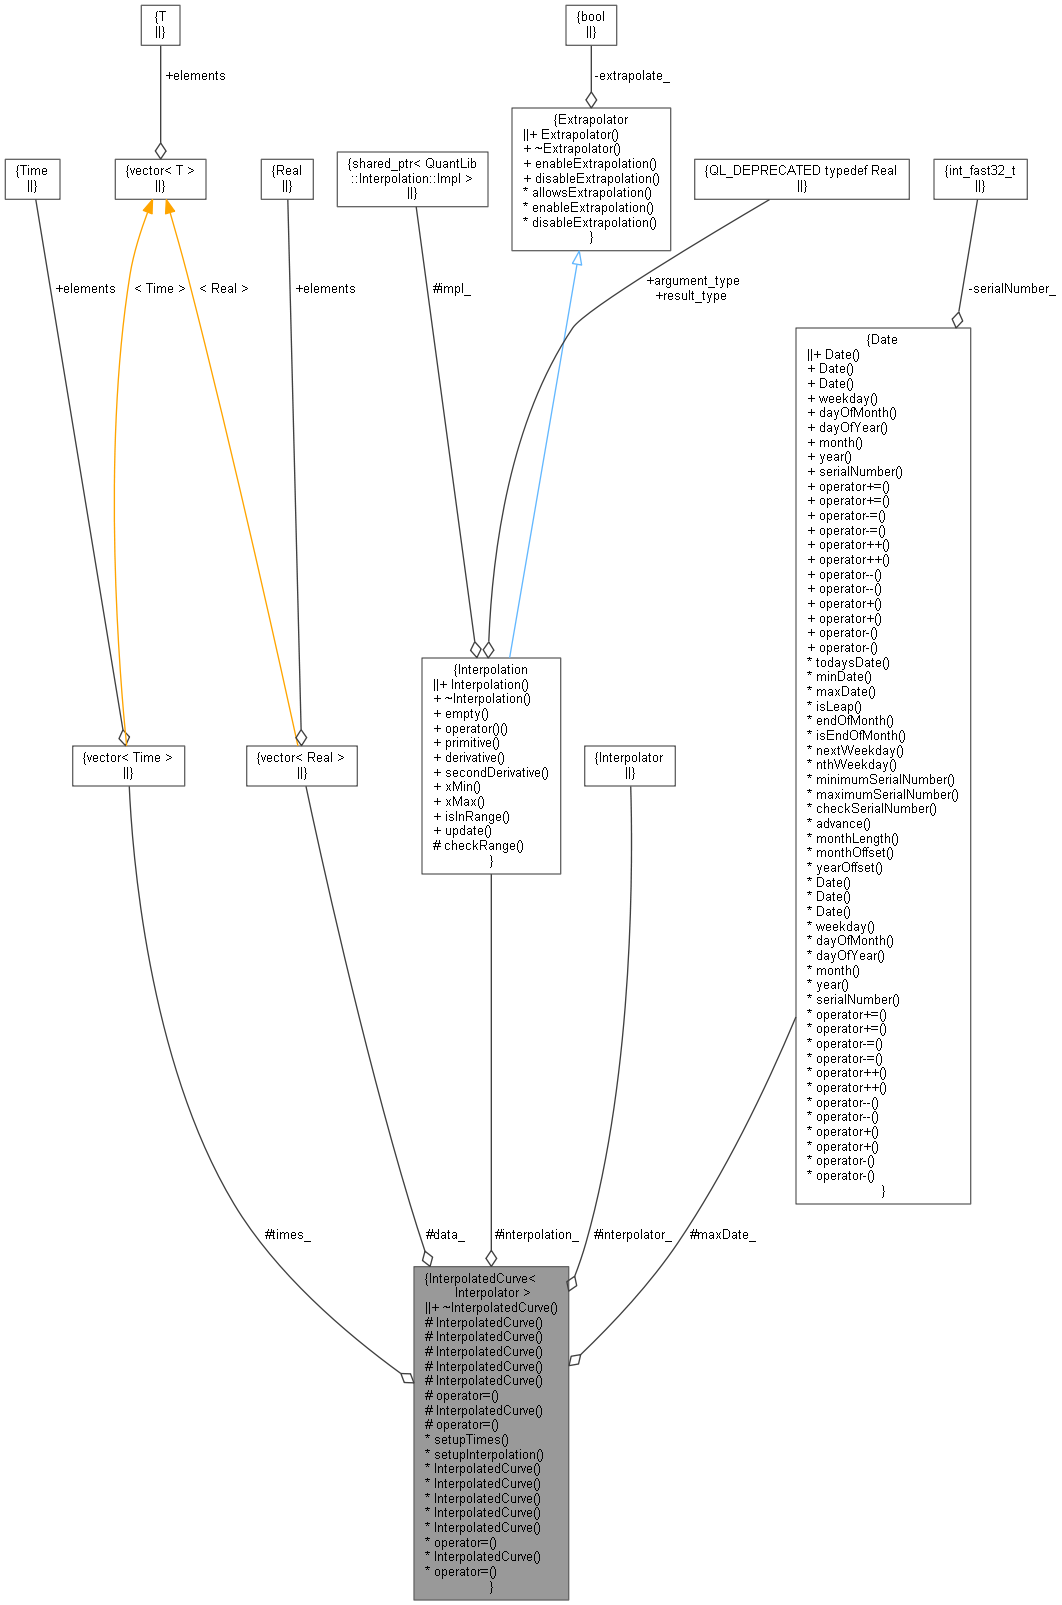 {T
||}
{bool
||}
+elements
-extrapolate_
{Extrapolator
||+ Extrapolator()
+ ~Extrapolator()
+ enableExtrapolation()
+ disableExtrapolation()
* allowsExtrapolation()
* enableExtrapolation()
* disableExtrapolation()
}
{Time
||}
{vector< T >
||}
{Real
||}
{shared_ptr< QuantLib
::Interpolation::Impl >
||}
{QL_DEPRECATED typedef Real
||}
{int_fast32_t
||}
+elements
< Time >
< Real >
+elements
#impl_
+argument_type
+result_type
-serialNumber_
{Date
||+ Date()
+ Date()
+ Date()
+ weekday()
+ dayOfMonth()
+ dayOfYear()
+ month()
+ year()
+ serialNumber()
+ operator+=()
+ operator+=()
+ operator-=()
+ operator-=()
+ operator++()
+ operator++()
+ operator--()
+ operator--()
+ operator+()
+ operator+()
+ operator-()
+ operator-()
* todaysDate()
* minDate()
* maxDate()
* isLeap()
* endOfMonth()
* isEndOfMonth()
* nextWeekday()
* nthWeekday()
* minimumSerialNumber()
* maximumSerialNumber()
* checkSerialNumber()
* advance()
* monthLength()
* monthOffset()
* yearOffset()
* Date()
* Date()
* Date()
* weekday()
* dayOfMonth()
* dayOfYear()
* month()
* year()
* serialNumber()
* operator+=()
* operator+=()
* operator-=()
* operator-=()
* operator++()
* operator++()
* operator--()
* operator--()
* operator+()
* operator+()
* operator-()
* operator-()
}
{Interpolation
||+ Interpolation()
+ ~Interpolation()
+ empty()
+ operator()()
+ primitive()
+ derivative()
+ secondDerivative()
+ xMin()
+ xMax()
+ isInRange()
+ update()
# checkRange()
}
{vector< Time >
||}
{vector< Real >
||}
{Interpolator
||}
#times_
#data_
#interpolation_
#interpolator_
#maxDate_
{InterpolatedCurve<
Interpolator >
||+ ~InterpolatedCurve()
# InterpolatedCurve()
# InterpolatedCurve()
# InterpolatedCurve()
# InterpolatedCurve()
# InterpolatedCurve()
# operator=()
# InterpolatedCurve()
# operator=()
* setupTimes()
* setupInterpolation()
* InterpolatedCurve()
* InterpolatedCurve()
* InterpolatedCurve()
* InterpolatedCurve()
* InterpolatedCurve()
* operator=()
* InterpolatedCurve()
* operator=()
}